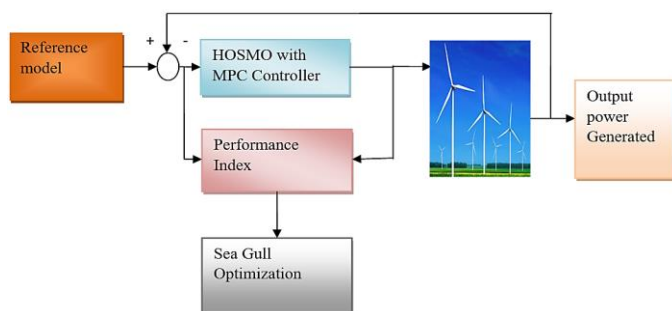 Reference
model
+
-
HOSMO with
MPC Controller
Output
power
Generated
Performance
Index
Sea Gull
Optimization